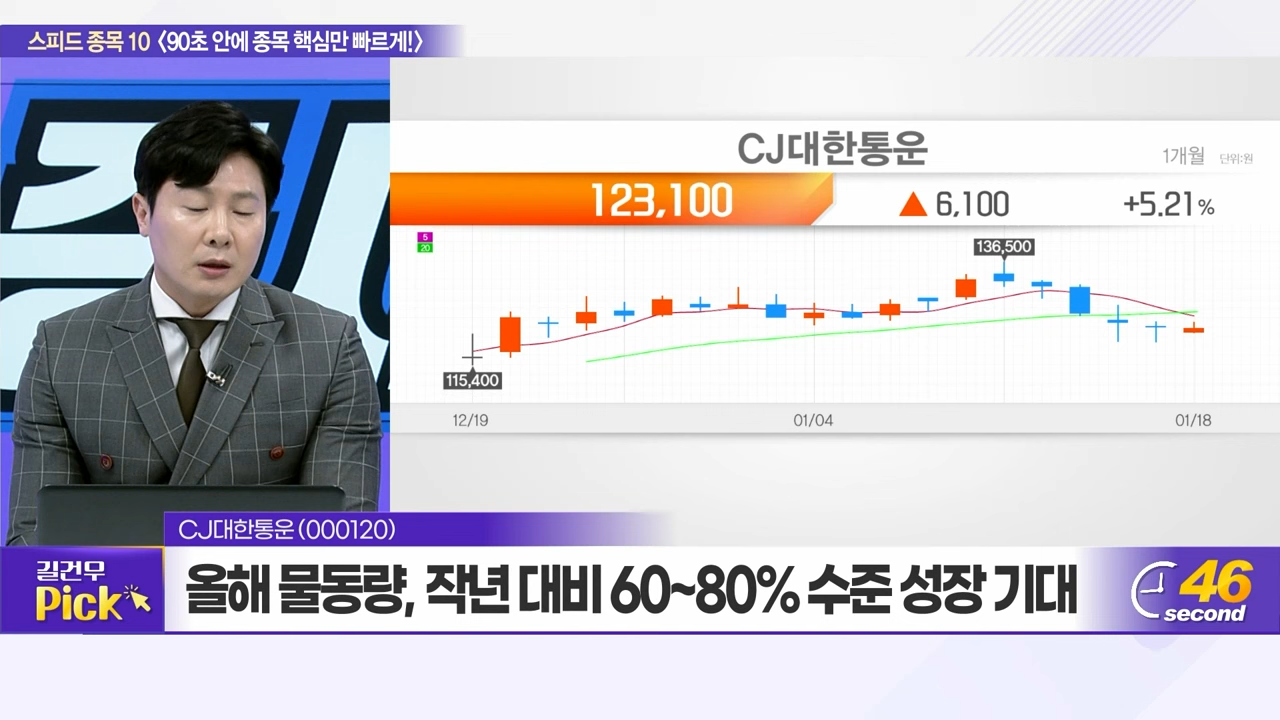 스피드 종목 10 〈90초 안에 종목 핵심만 빠르게!〉
CJ대한통운
1개월 단위:원
123,100 ▲ 6,100 +5.21%
5
20
136,500
115,400
12/19 01/04 01/18
CJ대한통운 (000120)
길건무
Pick
올해 물동량, 작년 대비 60~80% 수준 성장 기대
46
second